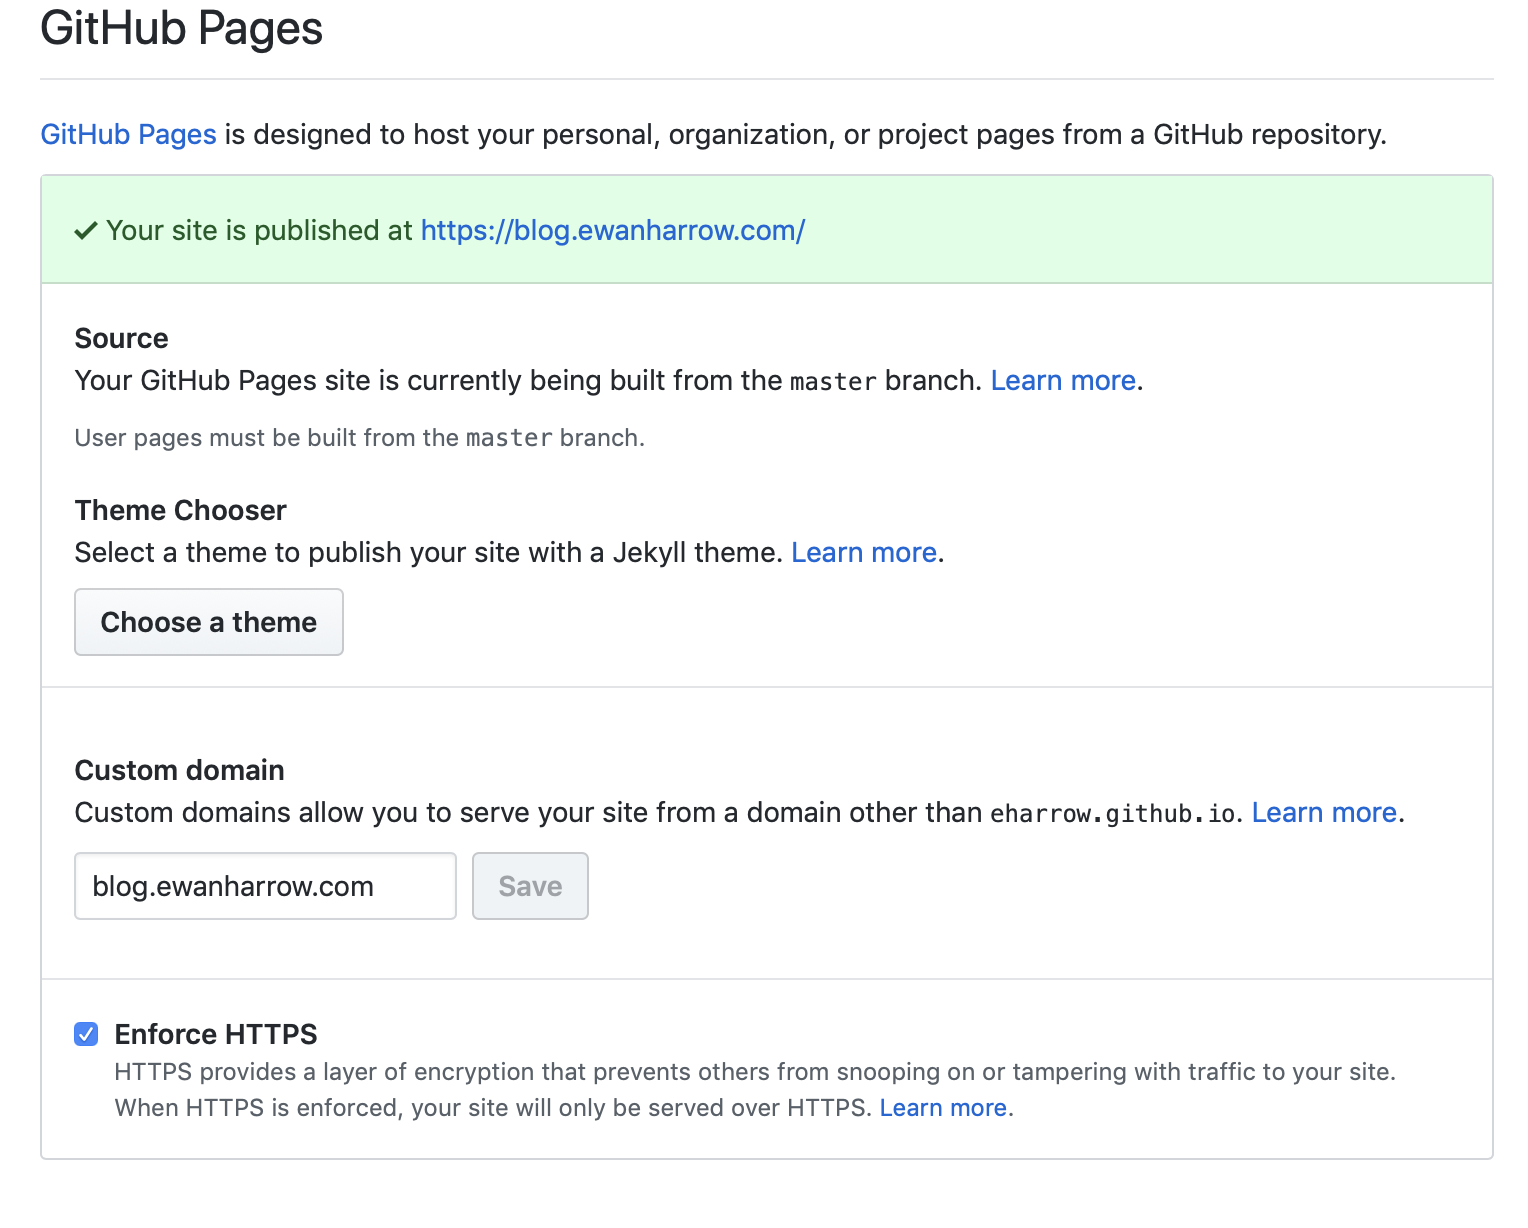 GitHub Pages
GitHub Pages is designed to host your personal, organization, or project pages from a GitHub repository.
Your site is published at https://blog.ewanharrow.com/
Source
Your GitHub Pages site is currently being built from the master branch. Learn more.
User pages must be built from the master branch.
Theme Chooser
Select a theme to publish your site with a Jekyll theme. Learn more.
Choose a theme
Custom domain
Custom domains allow you to serve your site from a domain other than eharrow.github.io. Learn more.
blog.ewanharrow.com Save
Enforce HTTPS
HTTPS provides a layer of encryption that prevents others from snooping on or tampering with traffic to your site.
When HTTPS is enforced, your site will only be served over HTTPS. Learn more.